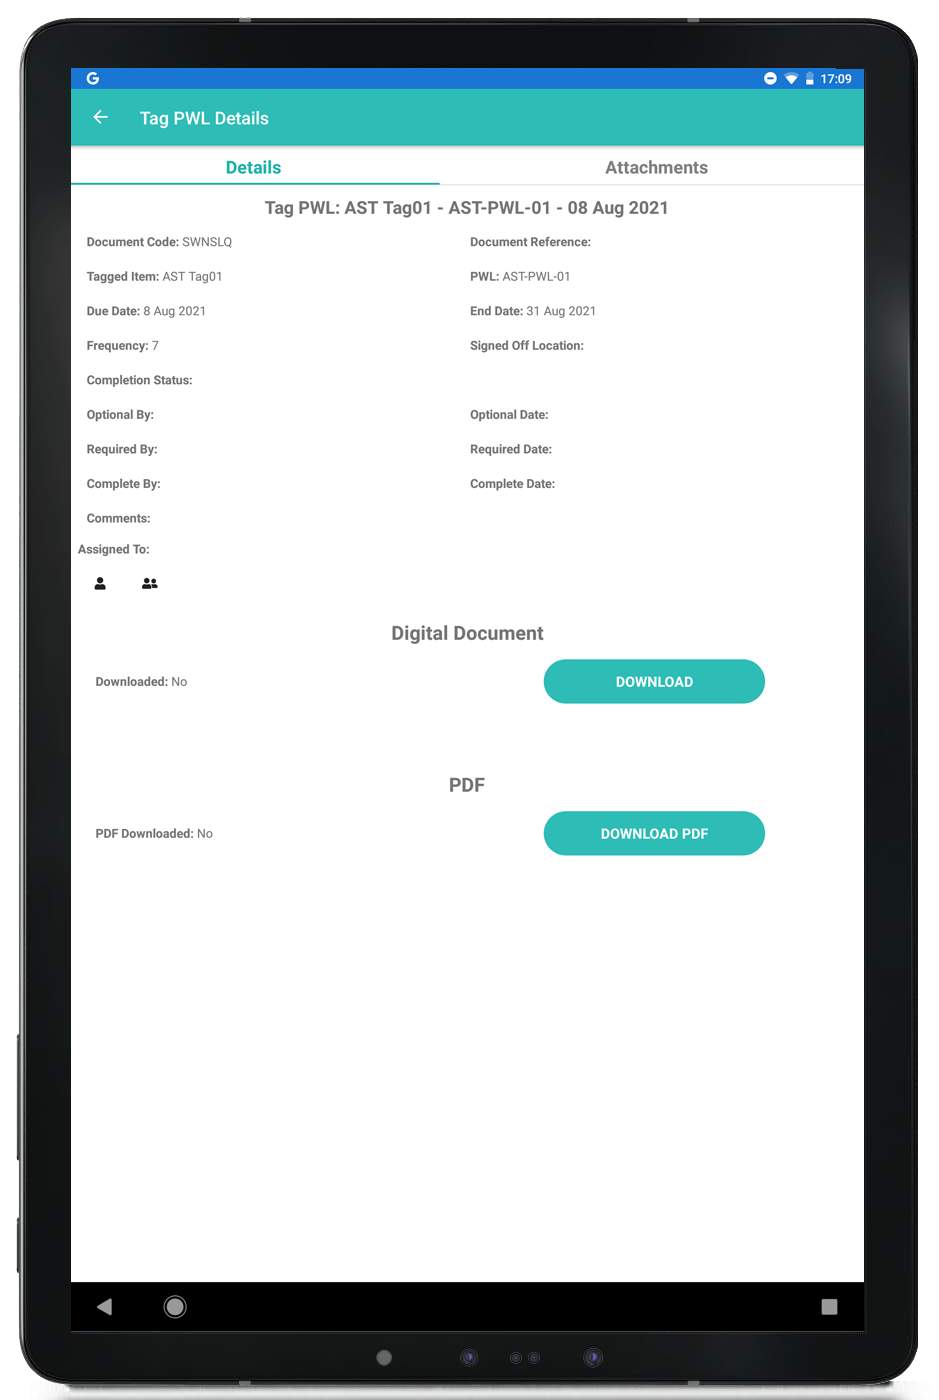 G 17:09
Tag PWL Details
Details Attachments
Tag PWL: AST Tag01 - AST-PWL-01 - 08 Aug 2021
Document Code: SWNSLQ Document Reference:
Tagged Item: AST Tag01 PWL: AST-PWL-01
Due Date: 8 Aug 2021 End Date: 31 Aug 2021
Frequency: 7 Signed Off Location:
Completion Status:
Optional By: Optional Date:
Required By: Required Date:
Complete By: Complete Date:
Comments:
Assigned To:
Digital Document
Downloaded: No DOWNLOAD
PDF
PDF Downloaded: No DOWNLOAD PDF